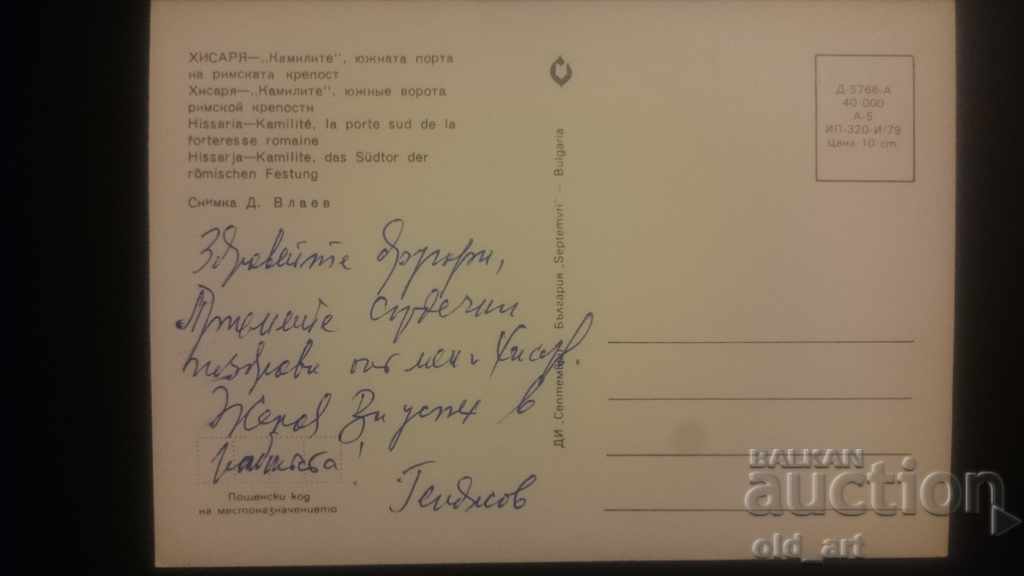 ХИСАРЯ—„Камилите", южната порта
на римската крепост
Хисаря—„Камилите", южные ворота
римской крепости
Hissaria—Kamilité, la porte sud de la
forteresse romaine
Hissarja—Kamilite, das Südtor der
römischen Festung
Снимка Д. Влаев
Здравейте другари,
Приемете сърдечни
поздрави от мен и Хисаря.
Желая Ви успех в
работата!
Генджов
Пощенски код
на местоназначението
ДИ „Септември" България „Septemvri" — Bulgaria
Д-5766-А
40 000
А-6
ИП-320-И/79
Цена 10 ст.
BALKAN
auction
old_art